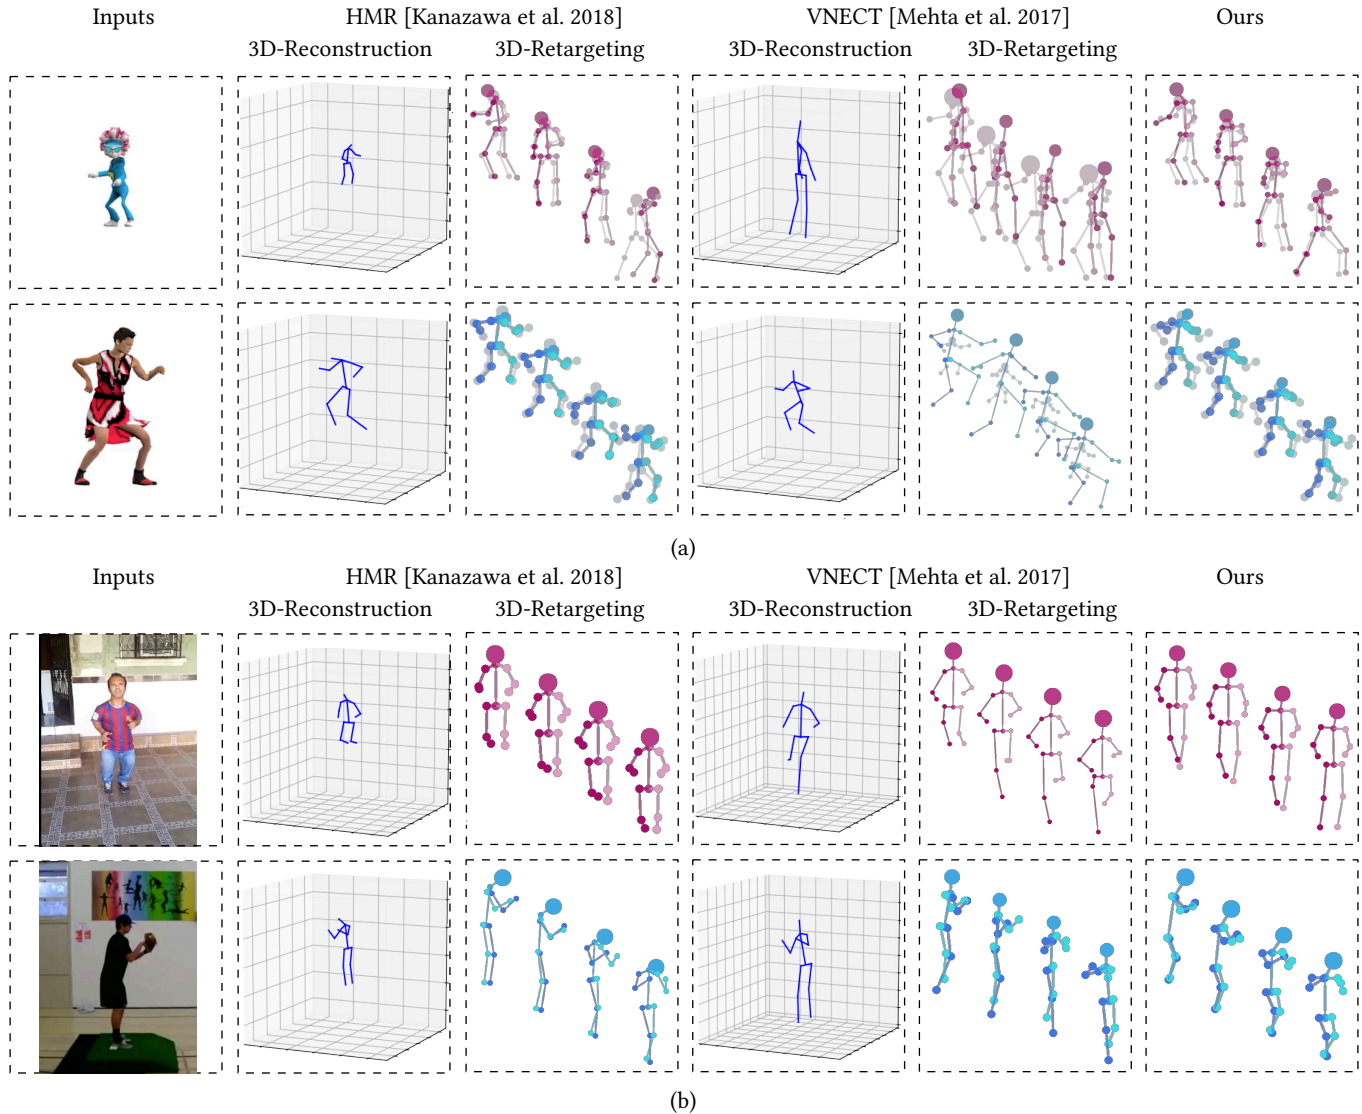 Inputs HMR [Kanazawa et al. 2018] VNECT [Mehta et al. 2017] Ours
3D-Reconstruction 3D-Retargeting 3D-Reconstruction 3D-Retargeting
(a)
Inputs HMR [Kanazawa et al. 2018] VNECT [Mehta et al. 2017] Ours
3D-Reconstruction 3D-Retargeting 3D-Reconstruction 3D-Retargeting
(b)